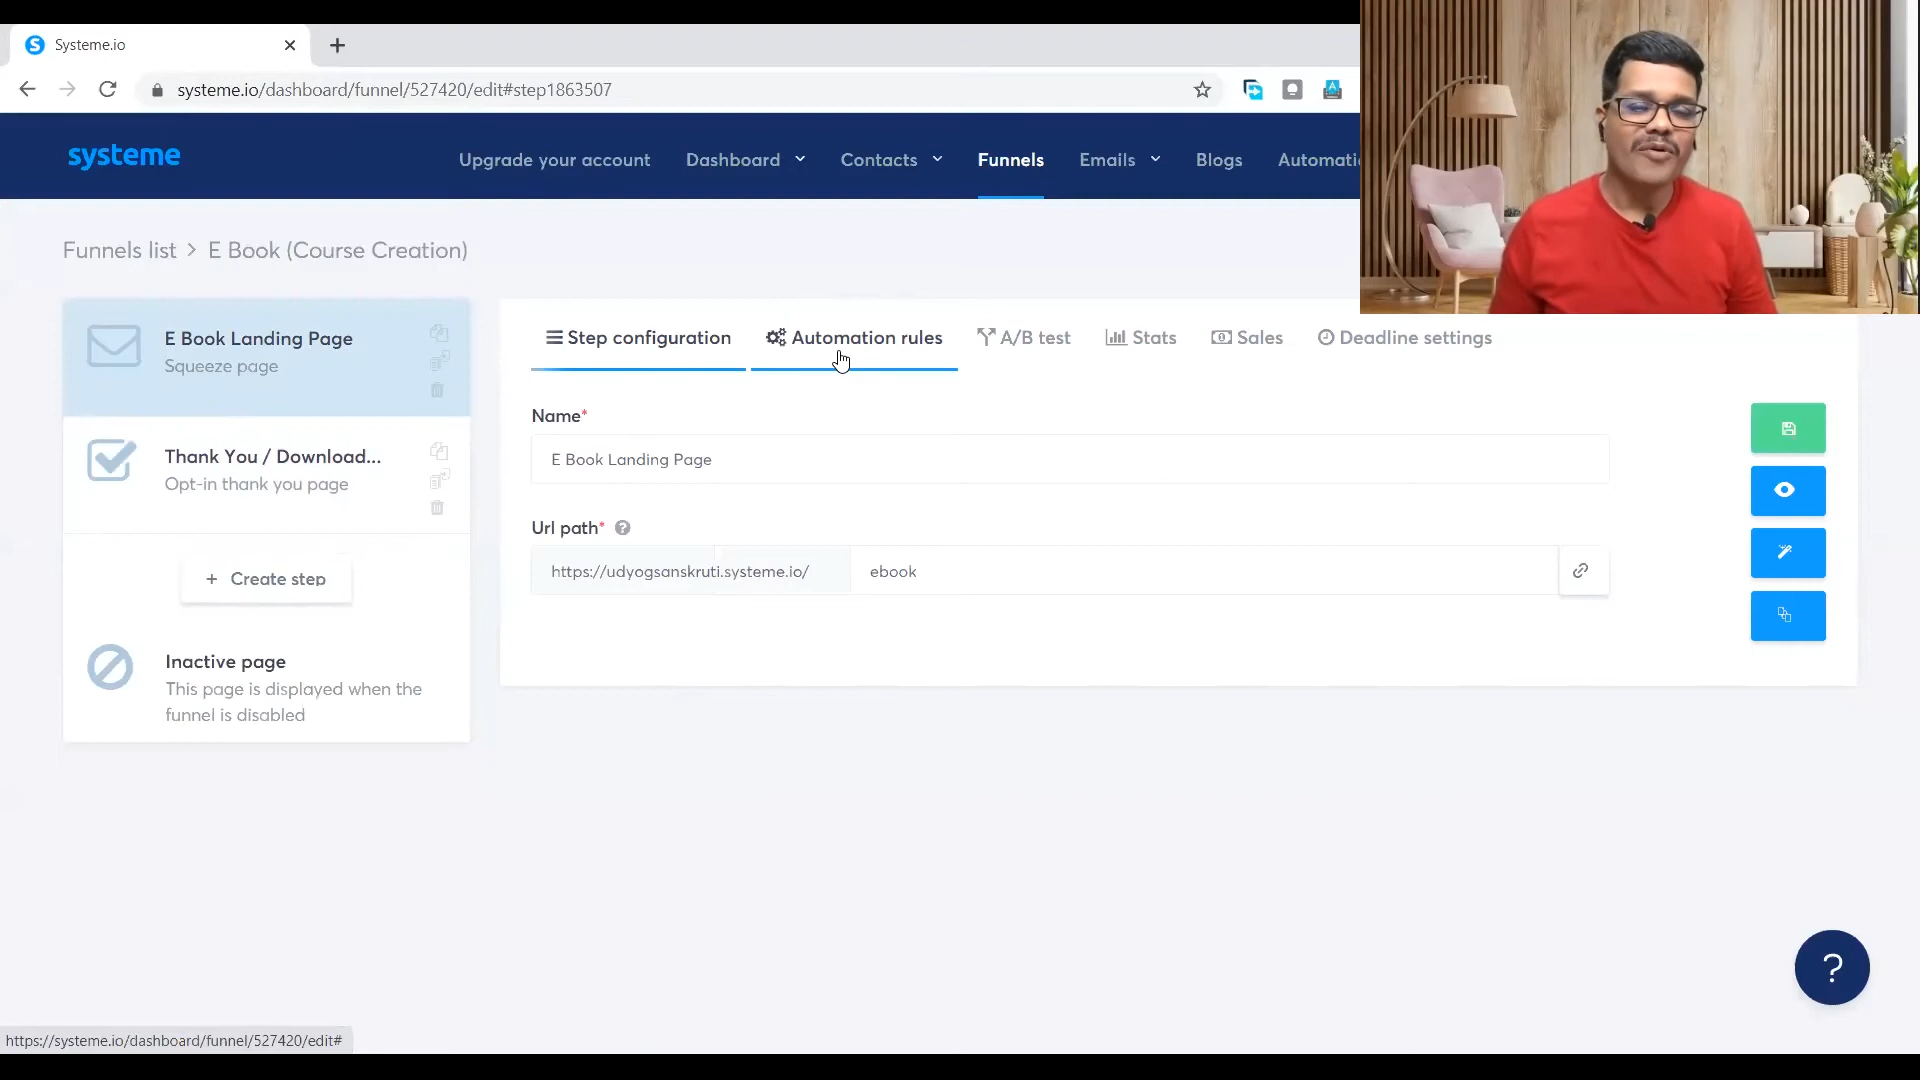 Systeme.io
systeme.io/dashboard/funnel/527420/edit#step1863507
systeme
Upgrade your account
Dashboard
Contacts
Funnels
Emails
Blogs
Automati
Funnels list > E Book (Course Creation)
E Book Landing Page
Squeeze page
Thank You / Download...
Opt-in thank you page
+ Create step
Inactive page
This page is displayed when the
funnel is disabled
Step configuration
Automation rules
A/B test
Stats
Sales
Deadline settings
Name*
E Book Landing Page
Url path* ?
https://udyogsanskruti.systeme.io/ ebook
?
https://systeme.io/dashboard/funnel/527420/edit#